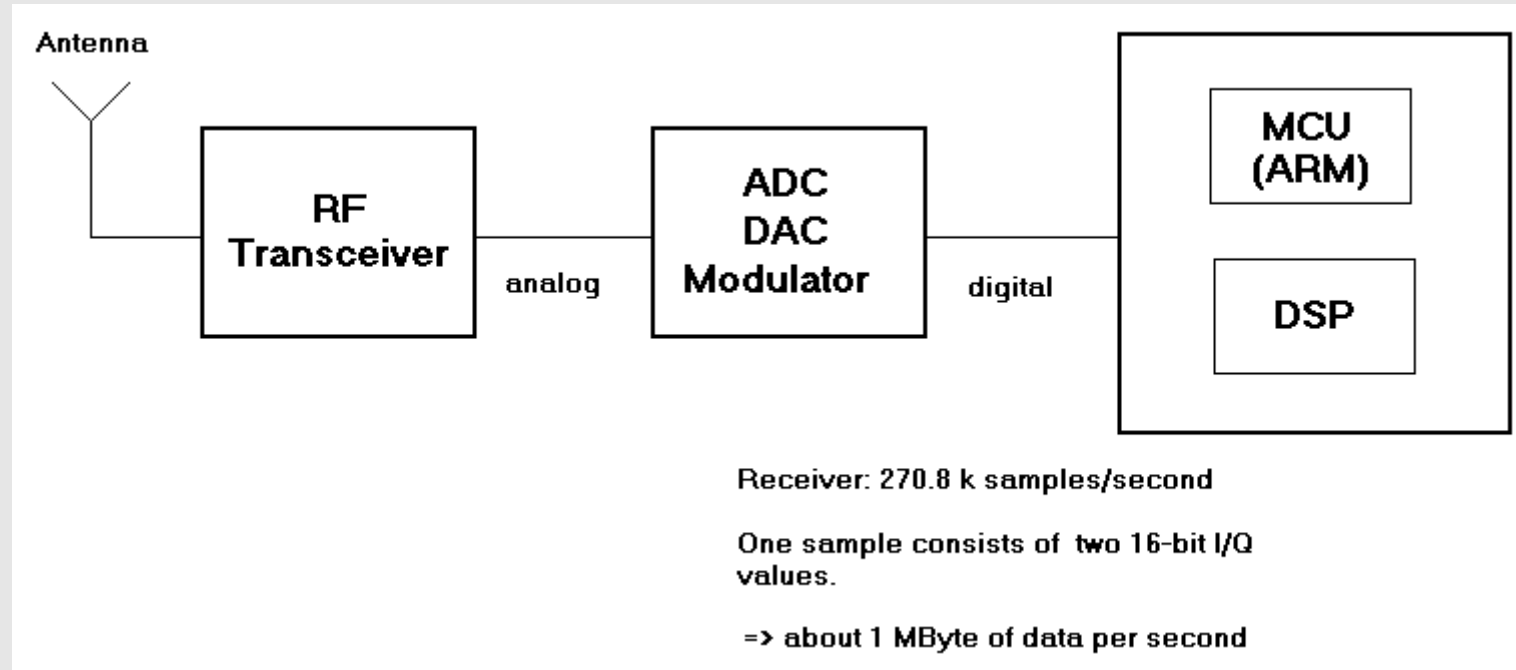 Antenna
RF
Transceiver
analog
ADC
DAC
Modulator
digital
MCU
(ARM)
DSP
Receiver: 270.8 k samples/second
One sample consists of two 16-bit I/Q
values.
=> about 1 MByte of data per second